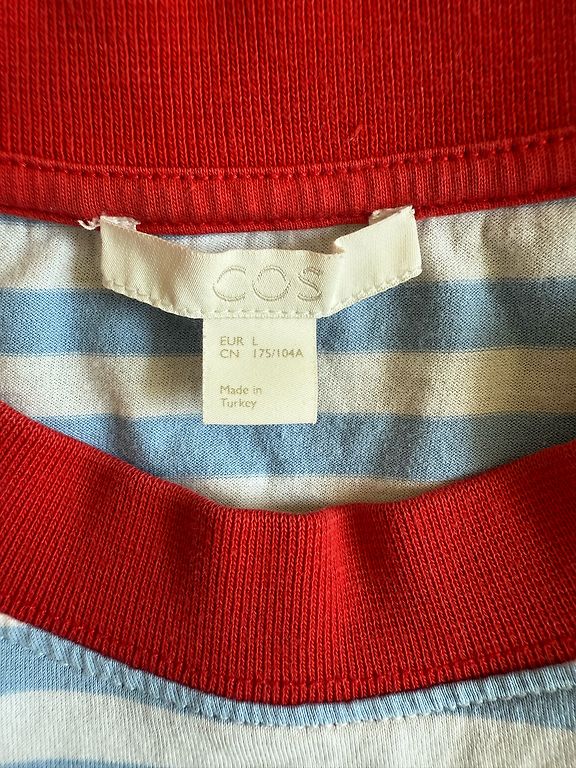 COS
EUR L
CN 175/104A
Made in
Turkey